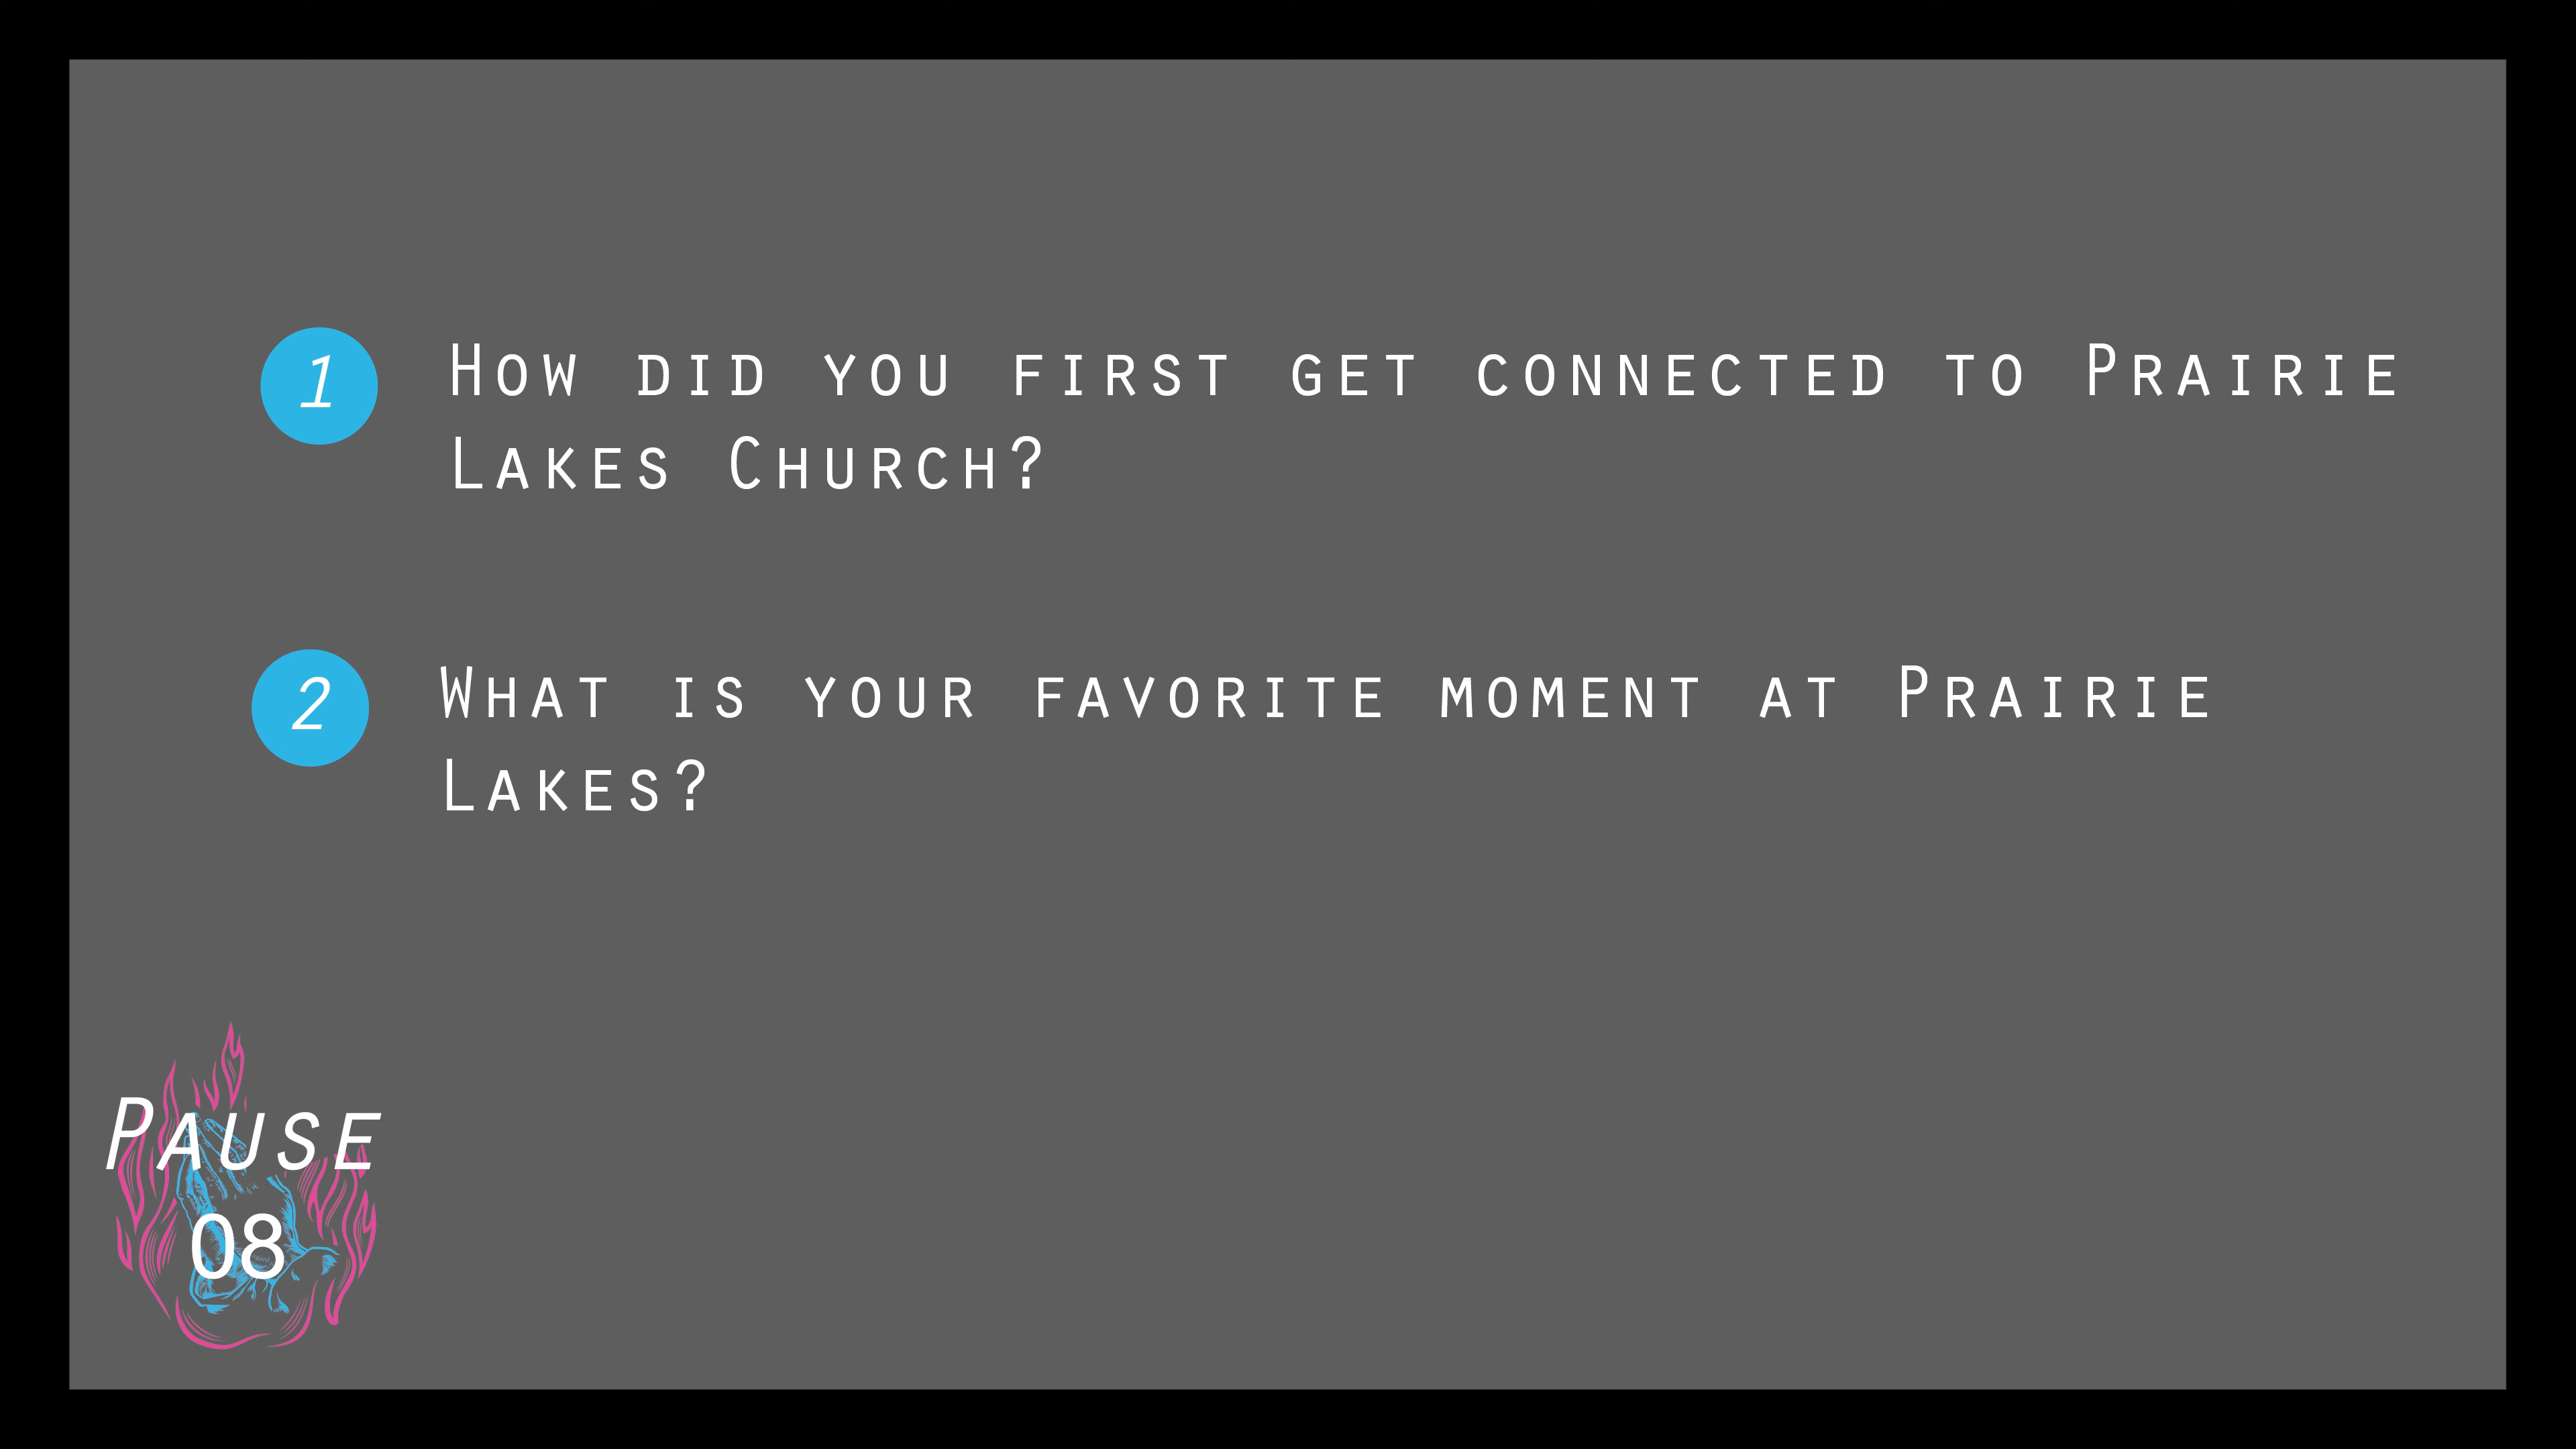 1 How did you first get connected to Prairie
Lakes Church?
2 What is your favorite moment at Prairie
Lakes?
Pause
08